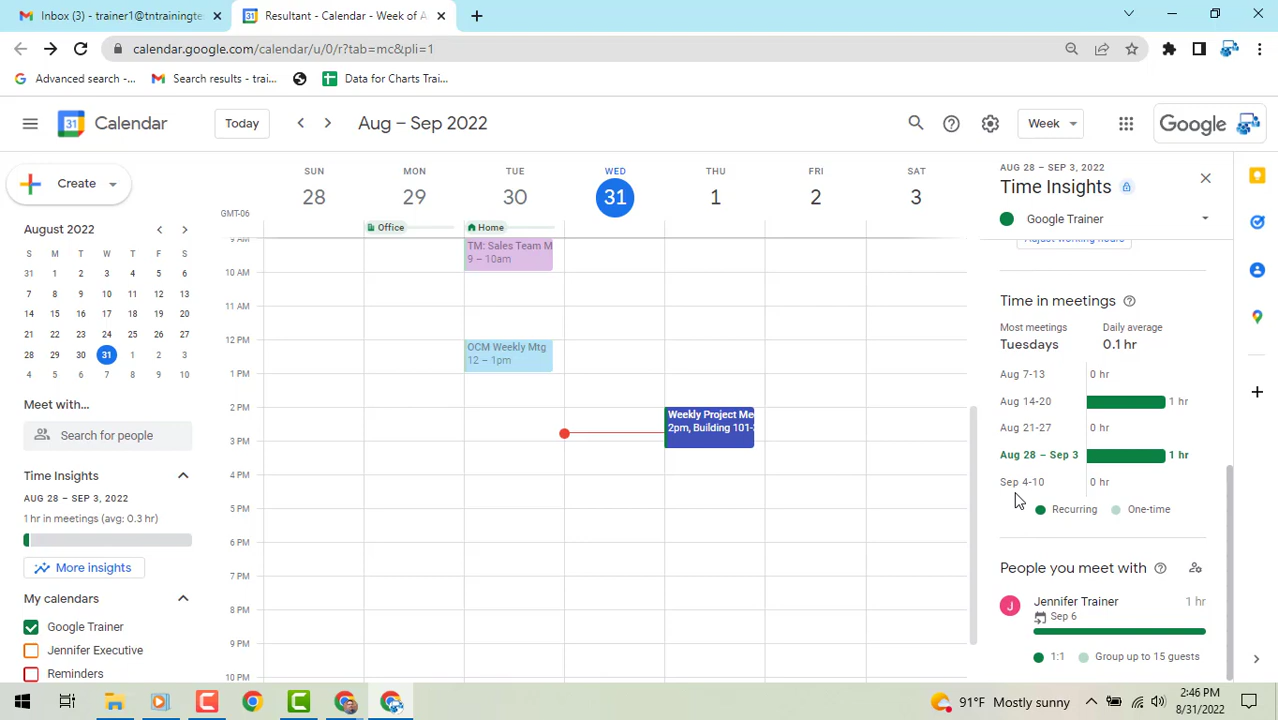 Inbox (3) – trainer1@ntrainingte
Resultant - Calendar - Week of A
calendar.google.com/calendar/u/0/r?tab=mc&pli=1
Advanced search -...
Search results - trai...
Data for Charts Trai...
Calendar
Today
Aug – Sep 2022
Week
Google
Create
SUN
28
MON
29
TUE
30
WED
31
THU
1
FRI
2
SAT
3
GMT-06
Office
Home
9 AM
10 AM
11 AM
12 PM
1 PM
2 PM
3 PM
4 PM
5 PM
6 PM
7 PM
8 PM
9 PM
10 PM
TM: Sales Team M
9 – 10am
OCM Weekly Mtg
12 – 1pm
Weekly Project Me
2pm, Building 101-
August 2022
S M T W T F S
31 1 2 3 4 5 6
7 8 9 10 11 12 13
14 15 16 17 18 19 20
21 22 23 24 25 26 27
28 29 30 31 1 2 3
4 5 6 7 8 9 10
Meet with...
Search for people
Time Insights
AUG 28 – SEP 3, 2022
1 hr in meetings (avg: 0.3 hr)
More insights
My calendars
Google Trainer
Jennifer Executive
Reminders
AUG 28 – SEP 3, 2022
Time Insights
Google Trainer
Adjust working hours
Time in meetings
Most meetings
Tuesdays
Daily average
0.1 hr
Aug 7-13 0 hr
Aug 14-20 1 hr
Aug 21-27 0 hr
Aug 28 – Sep 3 1 hr
Sep 4-10 0 hr
Recurring One-time
People you meet with
J
Jennifer Trainer 1 hr
Sep 6
1:1 Group up to 15 guests
91°F Mostly sunny
2:46 PM
8/31/2022